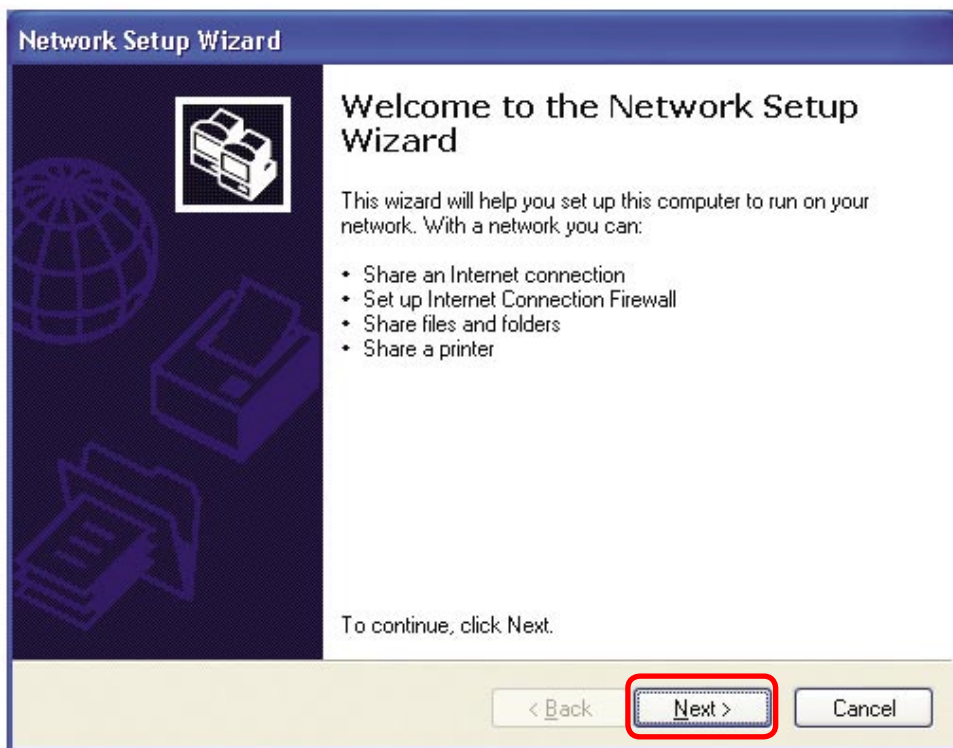 Network Setup Wizard
Welcome to the Network Setup
Wizard
This wizard will help you set up this computer to run on your
network. With a network you can:
• Share an Internet connection
• Set up Internet Connection Firewall
• Share files and folders
• Share a printer
To continue, click Next.
< Back Next > Cancel